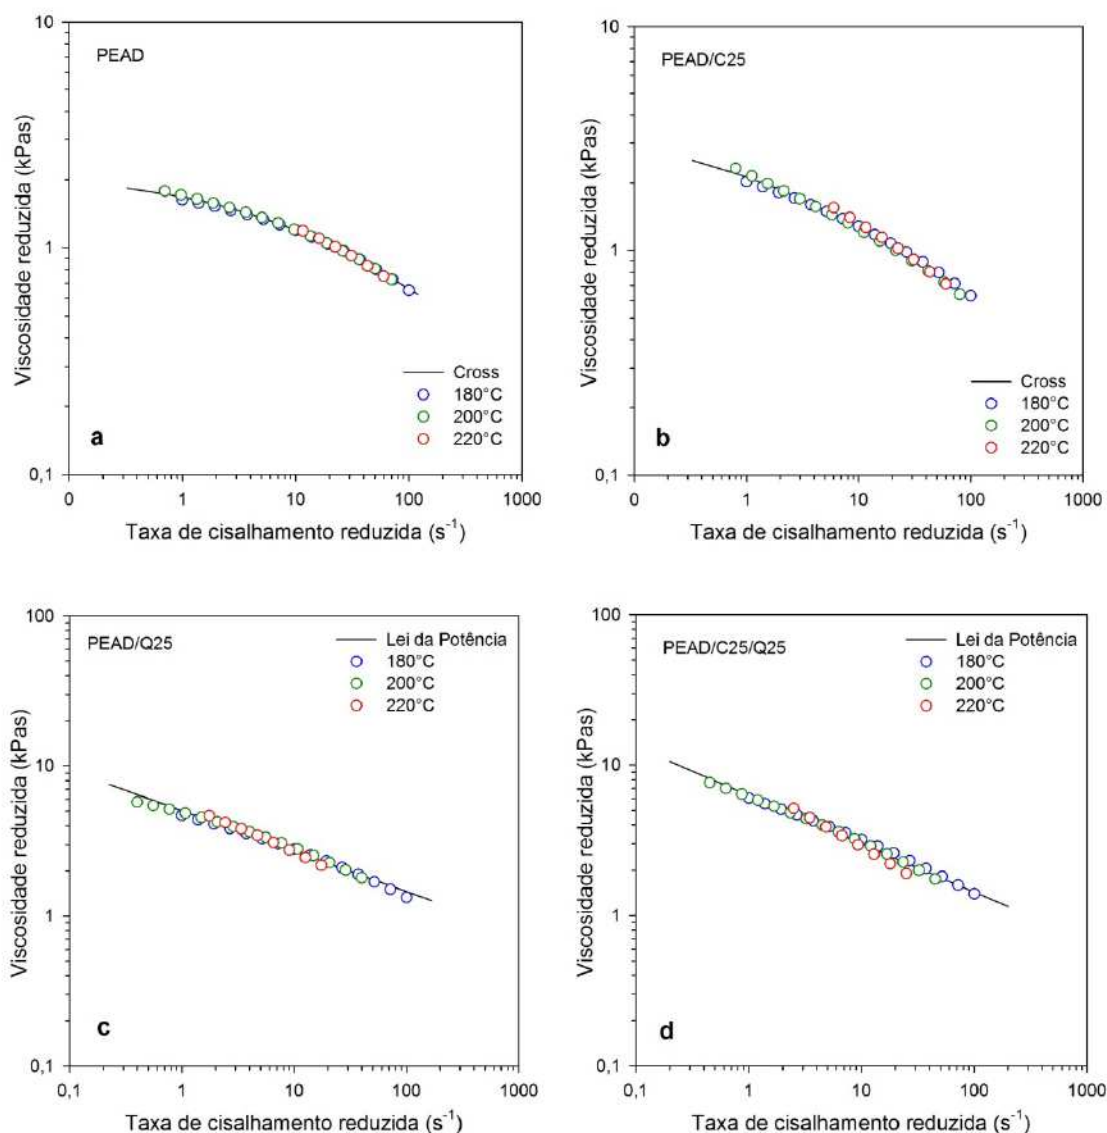 10
PEAD
Viscosidade reduzida (kPas)
1
Cross
180°C
200°C
220°C
a
0,1
0 1 10 100 1000
Taxa de cisalhamento reduzida (s⁻¹)
10
PEAD/C25
Viscosidade reduzida (kPas)
1
Cross
180°C
200°C
220°C
b
0,1
0 1 10 100 1000
Taxa de cisalhamento reduzida (s⁻¹)
100
PEAD/Q25
Lei da Potência
180°C
200°C
220°C
Viscosidade reduzida (kPas)
10
1
c
0,1
0,1 1 10 100 1000
Taxa de cisalhamento reduzida (s⁻¹)
100
PEAD/C25/Q25
Lei da Potência
180°C
200°C
220°C
Viscosidade reduzida (kPas)
10
1
d
0,1
0,1 1 10 100 1000
Taxa de cisalhamento reduzida (s⁻¹)